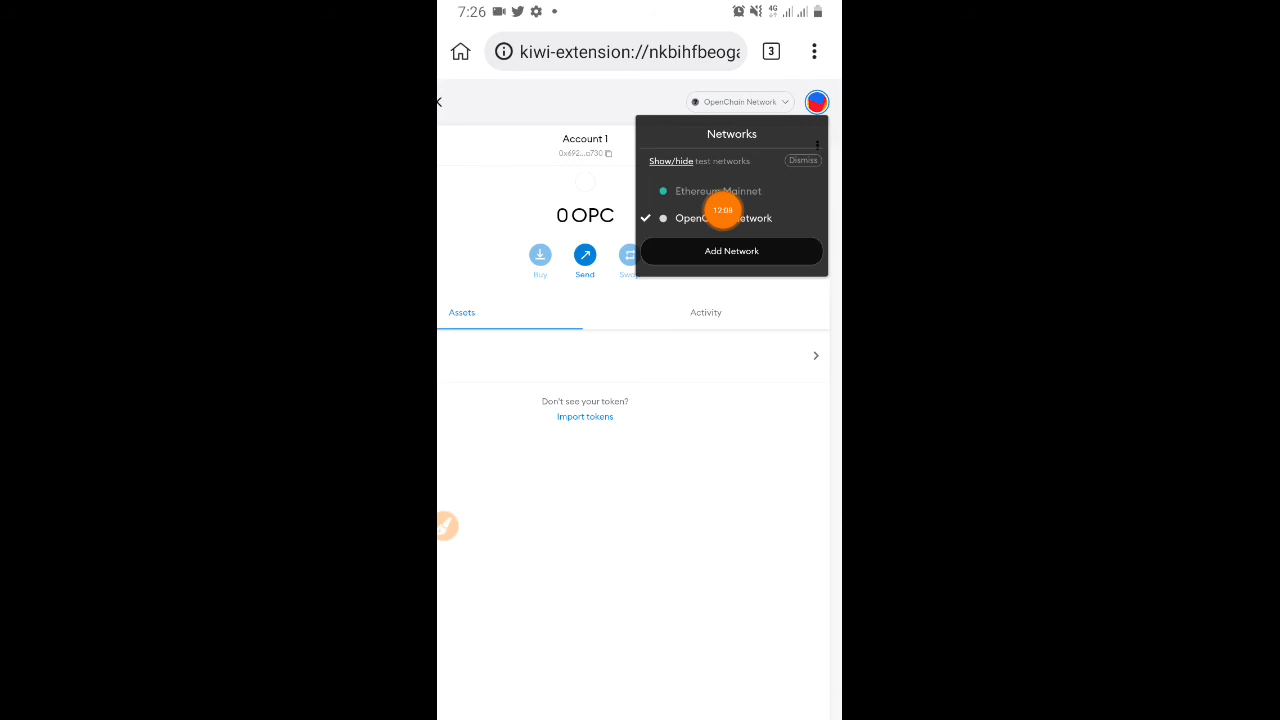 7:26
4G
kiwi-extension://nkbihfbeoga
3
OpenChain Network
Account 1
0x692...a730
Networks
Show/hide test networks
Dismiss
Ethereum Mainnet
12:08
0 OPC
Add Network
Buy
Send
Assets
Activity
Don't see your token?
Import tokens